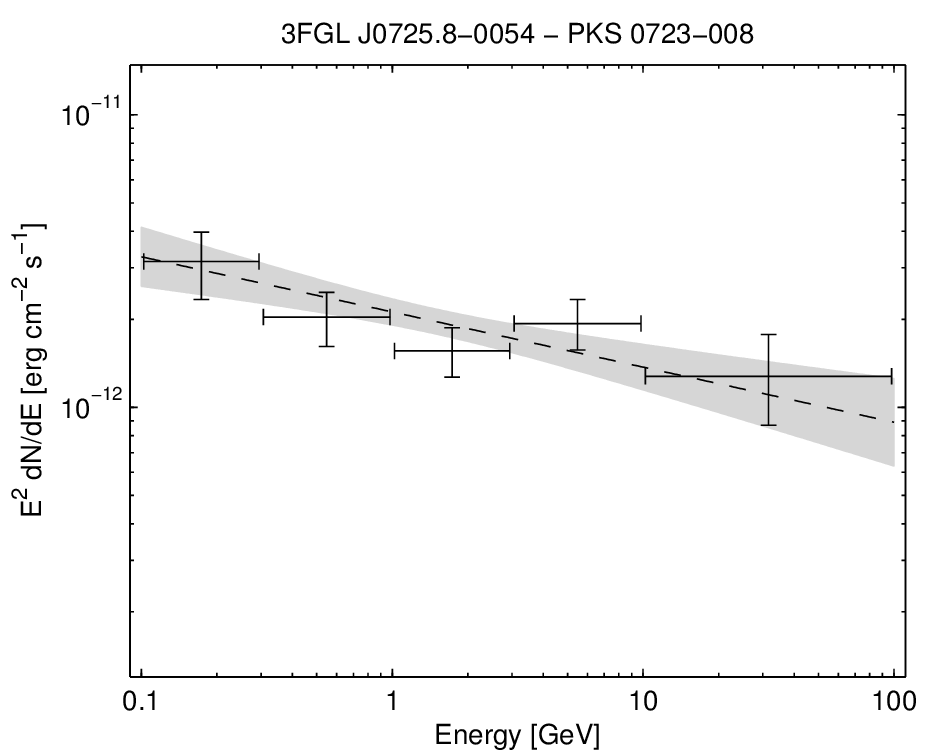 3FGL J0725.8−0054 − PKS 0723−008
10⁻¹¹
10⁻¹²
E² dN/dE [erg cm⁻² s⁻¹]
0.1 1 10 100
Energy [GeV]